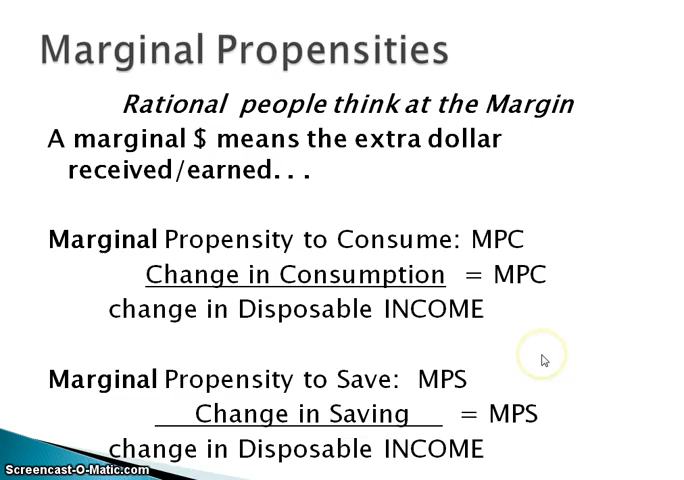 Marginal Propensities
Rational people think at the Margin
A marginal $ means the extra dollar
received/earned. . .
Marginal Propensity to Consume: MPC
Change in Consumption = MPC
change in Disposable INCOME
Marginal Propensity to Save: MPS
Change in Saving = MPS
change in Disposable INCOME
Screencast-O-Matic.com